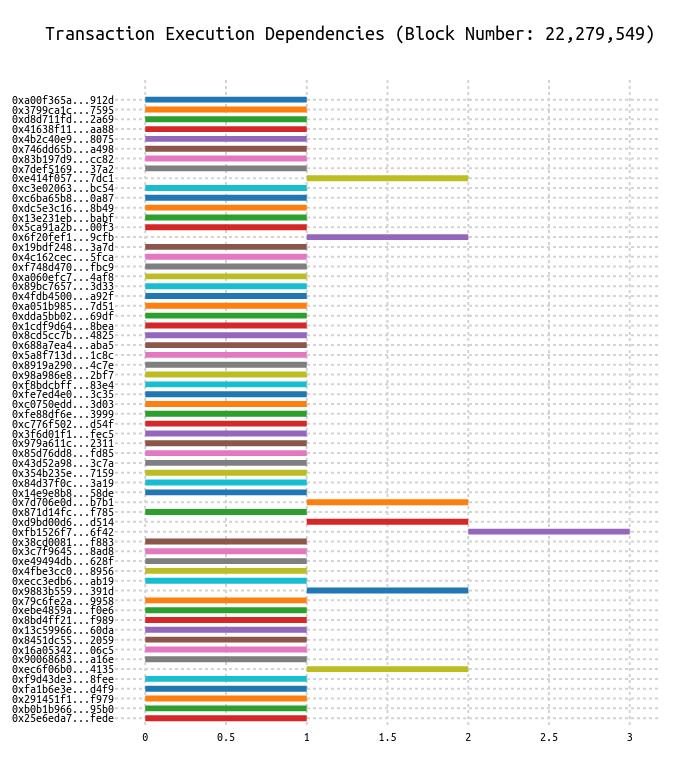 Transaction Execution Dependencies (Block Number: 22,279,549)
0xa00f365a...912d
0x3799ca1c...7595
0xd8d711fd...2a69
0x41638f11...aa88
0x4b2c40e9...8075
0x746dd65b...a498
0x83b197d9...cc82
0x7def5169...37a2
0xe414f057...7dc1
0xc3e02063...bc54
0xc6ba65b8...0a87
0xdc5e3c16...8b49
0x13e231eb...babf
0x5ca91a2b...00f3
0x6f20fef1...9cfb
0x19bdf248...3a7d
0x4c162cec...5fca
0xf748d470...fbc9
0xa060efc7...4af8
0x89bc7657...3d33
0x4fdb4500...a92f
0xa051b985...7d51
0xdda5bb02...69df
0x1cdf9d64...8bea
0x8cd5cc7b...4825
0x688a7ea4...aba5
0x5a8f713d...1c8c
0x8919a290...4c7e
0x98a986e8...2bf7
0xf8bdcbff...83e4
0xfe7ed4e0...3c35
0xc0750edd...3d03
0xfe88df6e...3999
0xc776f502...d54f
0x3f6d01f1...fec5
0x979a611c...2311
0x85d76dd8...fd85
0x43d52a98...3c7a
0x354b235e...7159
0x84d37f0c...3a19
0x14e9e8b8...58de
0x7d706e0d...b7b1
0x871d14fc...f785
0xd9bd00d6...d514
0xfb1526f7...6f42
0x38cd0081...f883
0x3c7f9645...8ad8
0xe49494db...628f
0x4fbe3cc0...8956
0xecc3edb6...ab19
0x9883b559...391d
0x79c6fe2a...9958
0xebe4859a...f0e6
0x8bd4ff21...f989
0x13c59966...60da
0x8451dc55...2059
0x16a05342...06c5
0x90068683...a16e
0xec6f06b0...4135
0xf9d43de3...8fee
0xfa1b6e3e...d4f9
0x291451f1...f979
0xb0b1b966...95b0
0x25e6eda7...fede
0 0.5 1 1.5 2 2.5 3